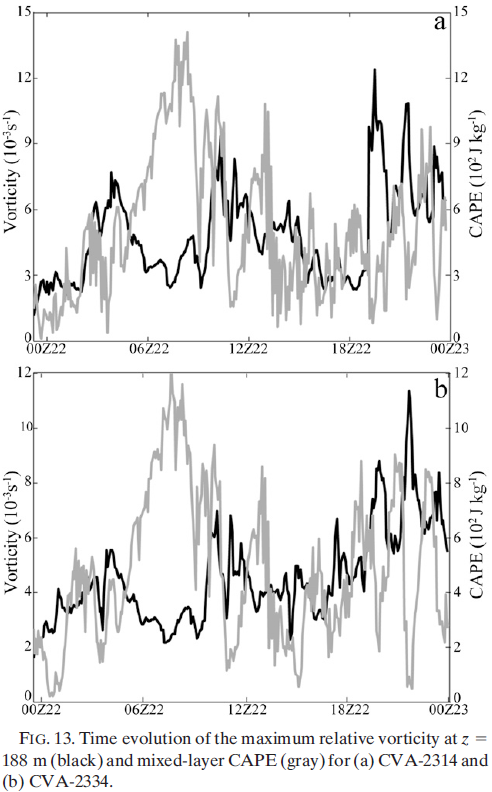 a
15
12
9
6
3
0
Vorticity (10⁻³s⁻¹)
15
12
9
6
3
0
CAPE (10² J kg⁻¹)
00Z22 06Z22 12Z22 18Z22 00Z23
b
12
10
8
6
4
2
0
Vorticity (10⁻³s⁻¹)
12
10
8
6
4
2
0
CAPE (10² J kg⁻¹)
00Z22 06Z22 12Z22 18Z22 00Z23
FIG. 13. Time evolution of the maximum relative vorticity at z =
188 m (black) and mixed-layer CAPE (gray) for (a) CVA-2314 and
(b) CVA-2334.